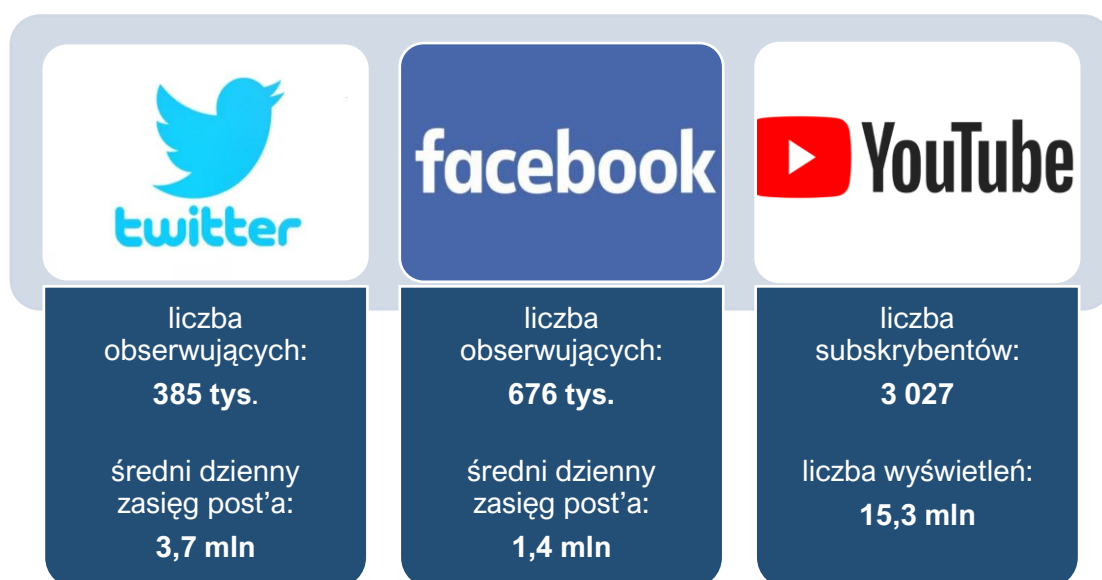 twitter
liczba
obserwujących:
385 tys.
średni dzienny
zasięg post’a:
3,7 mln
facebook
liczba
obserwujących:
676 tys.
średni dzienny
zasięg post’a:
1,4 mln
YouTube
liczba
subskrybentów:
3 027
liczba wyświetleń:
15,3 mln